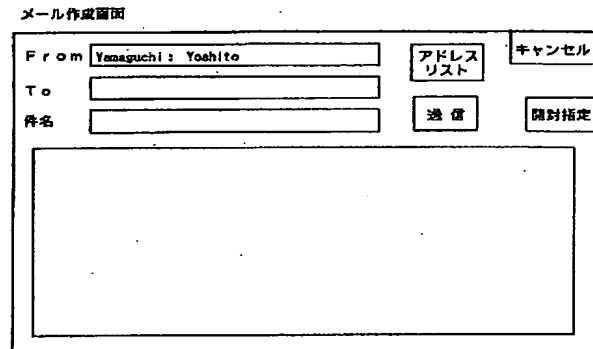 メール作成画面
From Yamaguchi: Yoshito
アドレス
リスト
キャンセル
To
件名
送信
開封指定